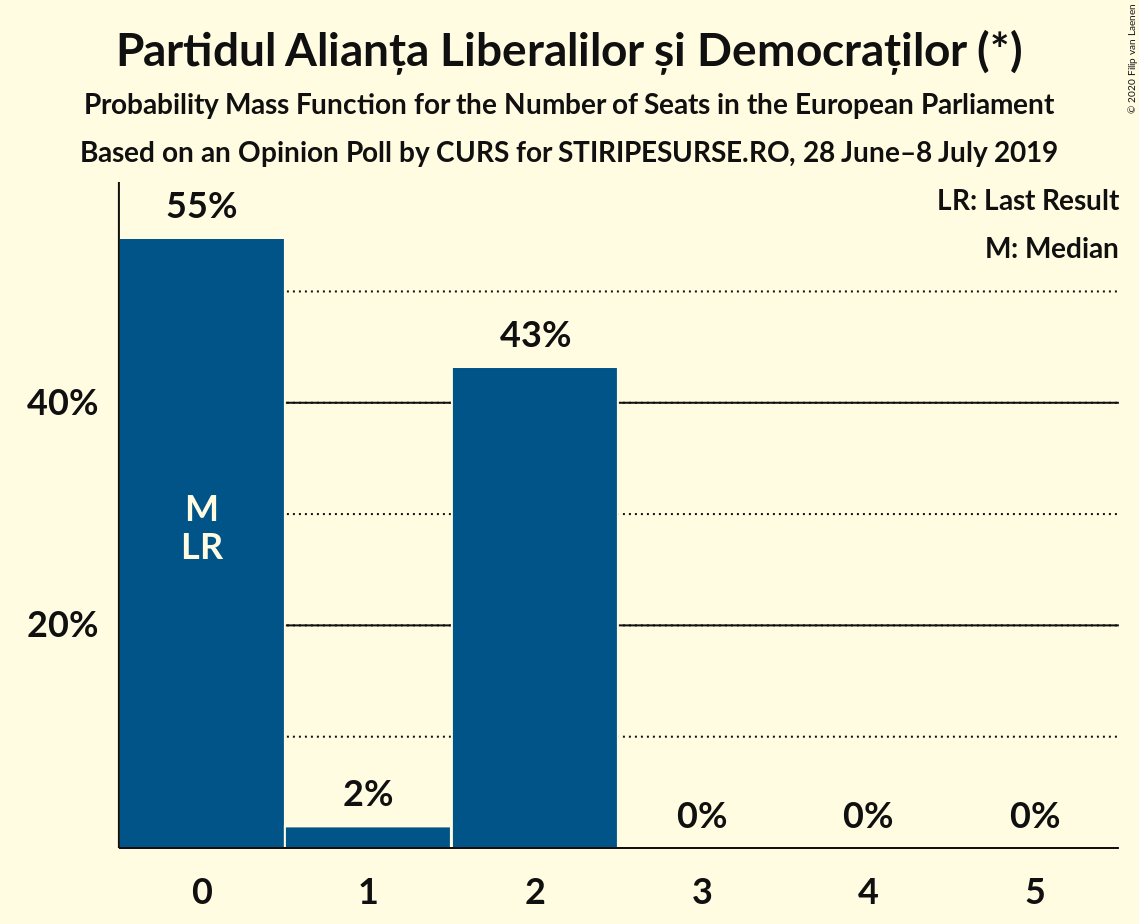 Partidul Alianța Liberalilor și Democraților (*)
Probability Mass Function for the Number of Seats in the European Parliament
Based on an Opinion Poll by CURS for STIRIPESURSE.RO, 28 June–8 July 2019
© 2020 Filip van Laenen
LR: Last Result
M: Median
55%
43%
40%
M
LR
20%
2%
0%
0%
0%
0
1
2
3
4
5